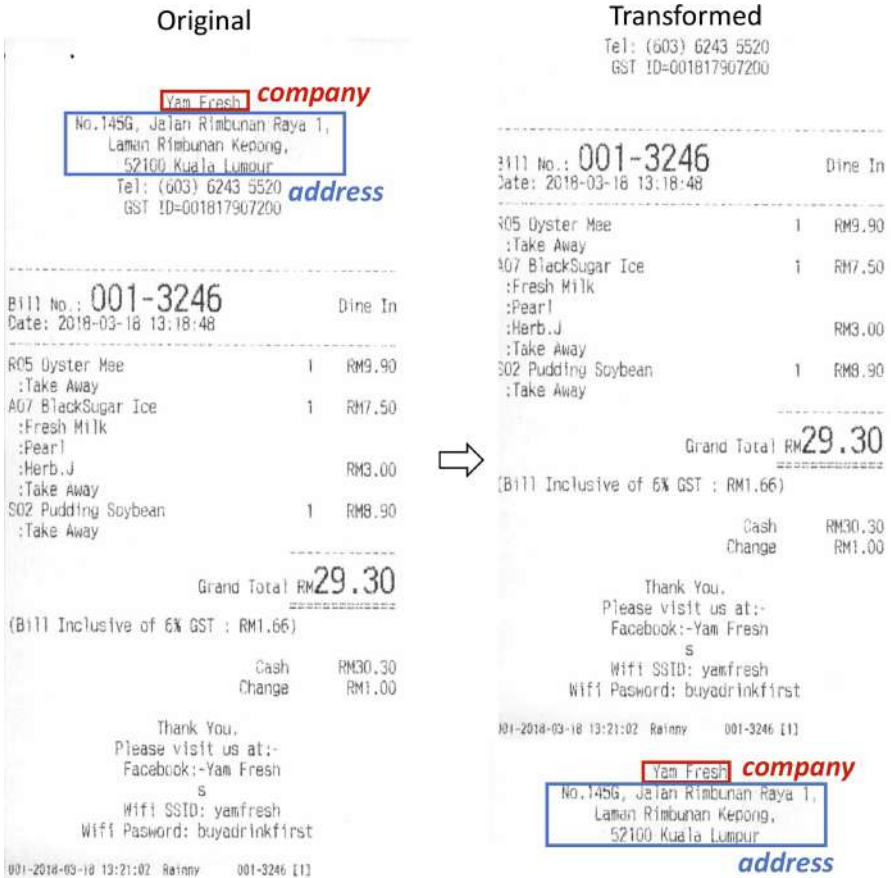 Original
Yam Fresh company
No.145G, Jalan Rimbunan Raya 1,
Laman Rimbunan Kepong,
52100 Kuala Lumpur
Tel: (603) 6243 5520 address
GST ID=001817907200
Bill No.: 001-3246 Dine In
Date: 2018-03-18 13:18:48
R05 Oyster Mee 1 RM9.90
:Take Away
A07 BlackSugar Ice 1 RM7.50
:Fresh Milk
:Pearl
:Herb.J RM3.00
:Take Away
S02 Pudding Soybean 1 RM8.90
:Take Away
Grand Total RM29.30
(Bill Inclusive of 6% GST : RM1.66)
Cash RM30.30
Change RM1.00
Thank You.
Please visit us at:-
Facebook:-Yam Fresh
s
Wifi SSID: yamfresh
Wifi Pasword: buyadrinkfirst
001-2018-03-18 13:21:02 Rainny 001-3246 [1]
Transformed
Tel: (603) 6243 5520
GST ID=001817907200
Bill No.: 001-3246 Dine In
Date: 2018-03-18 13:18:48
R05 Oyster Mee 1 RM9.90
:Take Away
A07 BlackSugar Ice 1 RM7.50
:Fresh Milk
:Pearl
:Herb.J RM3.00
:Take Away
S02 Pudding Soybean 1 RM8.90
:Take Away
Grand Total RM29.30
(Bill Inclusive of 6% GST : RM1.66)
Cash RM30.30
Change RM1.00
Thank You.
Please visit us at:-
Facebook:-Yam Fresh
s
Wifi SSID: yamfresh
Wifi Pasword: buyadrinkfirst
001-2018-03-18 13:21:02 Rainny 001-3246 [1]
Yam Fresh company
No.145G, Jalan Rimbunan Raya 1,
Laman Rimbunan Kepong,
52100 Kuala Lumpur
address